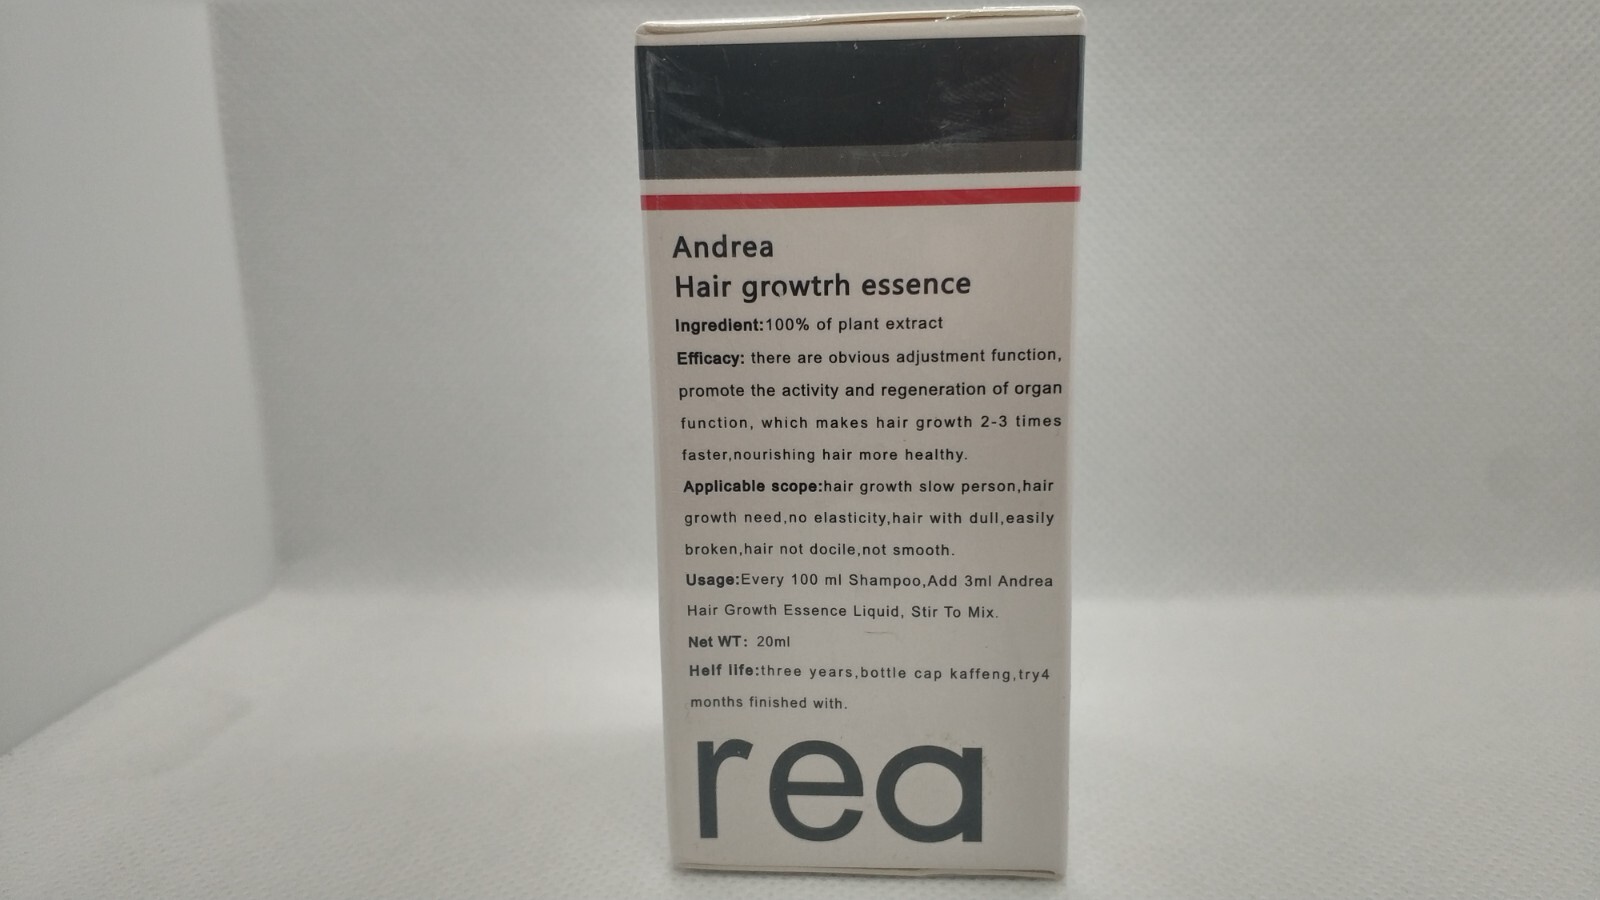 Andrea
Hair growtrh essence
Ingredient:100% of plant extract
Efficacy: there are obvious adjustment function,
promote the activity and regeneration of organ
function, which makes hair growth 2-3 times
faster,nourishing hair more healthy.
Applicable scope:hair growth slow person,hair
growth need,no elasticity,hair with dull,easily
broken,hair not docile,not smooth.
Usage:Every 100 ml Shampoo,Add 3ml Andrea
Hair Growth Essence Liquid, Stir To Mix.
Net WT: 20ml
Helf life:three years,bottle cap kaffeng,try4
months finished with.
rea